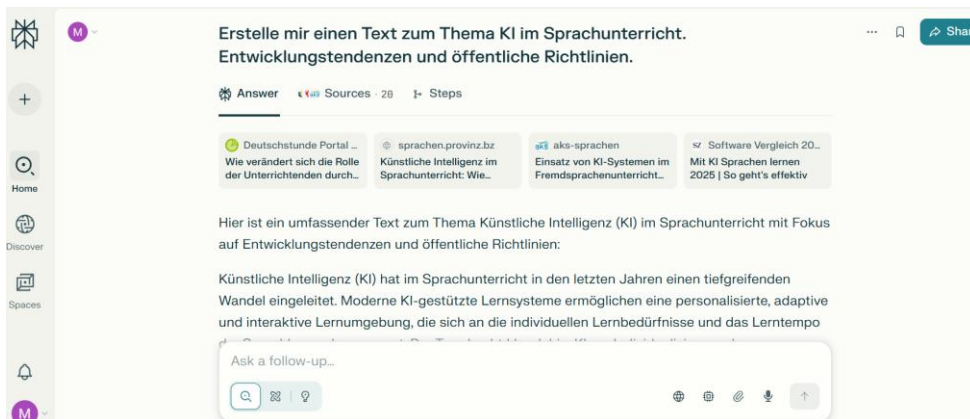 M
Erstelle mir einen Text zum Thema KI im Sprachunterricht.
Entwicklungstendenzen und öffentliche Richtlinien.
Shar
Answer Sources · 20 Steps
Deutschstunde Portal ...
Wie verändert sich die Rolle
der Unterrichtenden durch...
sprachen.provinz.bz
Künstliche Intelligenz im
Sprachunterricht: Wie...
aks-sprachen
Einsatz von KI-Systemen im
Fremdsprachenunterricht...
Software Vergleich 20...
Mit KI Sprachen lernen
2025 | So geht's effektiv
Home
Discover
Spaces
Hier ist ein umfassender Text zum Thema Künstliche Intelligenz (KI) im Sprachunterricht mit Fokus
auf Entwicklungstendenzen und öffentliche Richtlinien:
Künstliche Intelligenz (KI) hat im Sprachunterricht in den letzten Jahren einen tiefgreifenden
Wandel eingeleitet. Moderne KI-gestützte Lernsysteme ermöglichen eine personalisierte, adaptive
und interaktive Lernumgebung, die sich an die individuellen Lernbedürfnisse und das Lerntempo
Ask a follow-up...
M